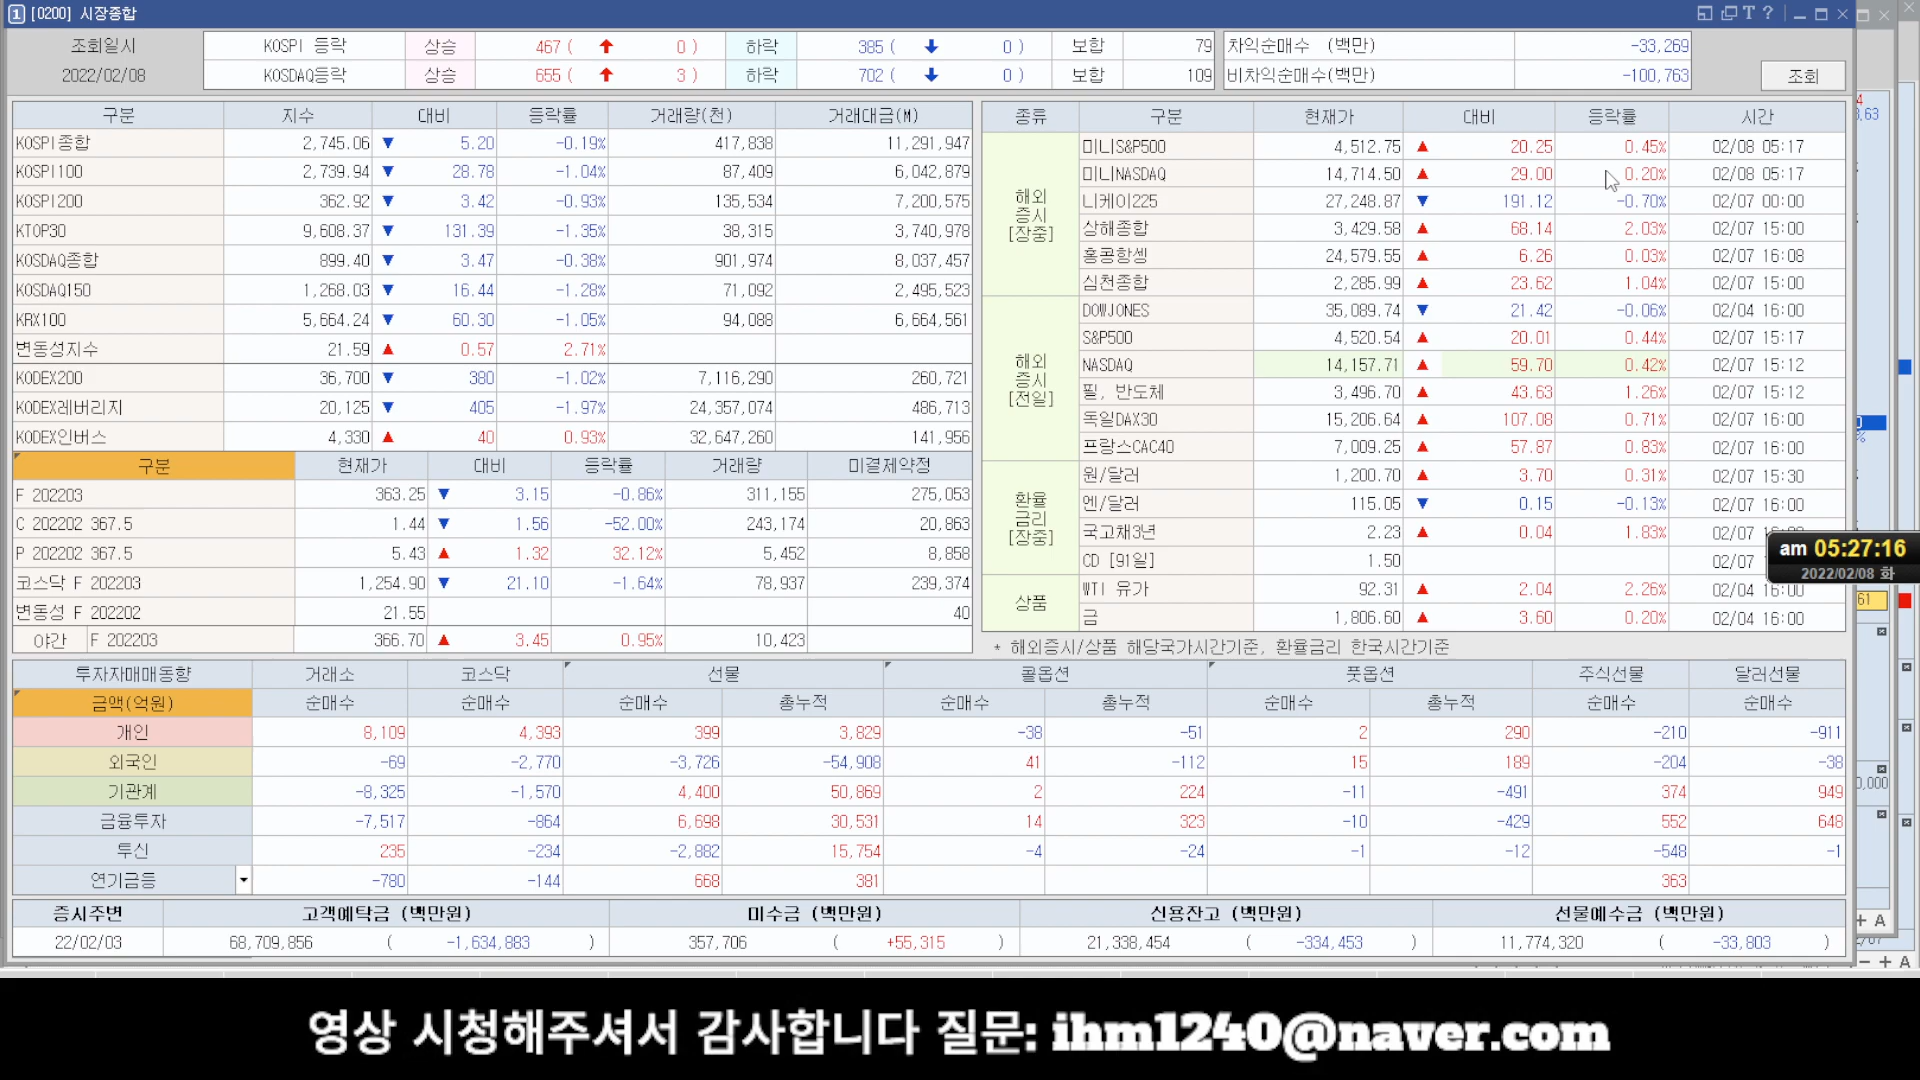 1 [0200] 시장종합
조회일시 KOSPI 등락 상승 467 ( 0 ) 하락 385 ( 0 ) 보합 79 차익순매수 (백만) -33,269
2022/02/08 KOSDAQ등락 상승 655 ( 3 ) 하락 702 ( 0 ) 보합 109 비차익순매수(백만) -100,763 조회
구분 지수 대비 등락률 거래량(천) 거래대금(M)
KOSPI종합 2,745.06 ▼ 5.20 -0.19% 417,838 11,291,947
KOSPI100 2,739.94 ▼ 28.78 -1.04% 87,409 6,042,879
KOSPI200 362.92 ▼ 3.42 -0.93% 135,534 7,200,575
KTOP30 9,608.37 ▼ 131.39 -1.35% 38,315 3,740,978
KOSDAQ종합 899.40 ▼ 3.47 -0.38% 901,974 8,037,457
KOSDAQ150 1,268.03 ▼ 16.44 -1.28% 71,092 2,495,523
KRX100 5,664.24 ▼ 60.30 -1.05% 94,088 6,664,561
변동성지수 21.59 ▲ 0.57 2.71%
KODEX200 36,700 ▼ 380 -1.02% 7,116,290 260,721
KODEX레버리지 20,125 ▼ 405 -1.97% 24,357,074 486,713
KODEX인버스 4,330 ▲ 40 0.93% 32,647,260 141,956
구분 현재가 대비 등락률 거래량 미결제약정
F 202203 363.25 ▼ 3.15 -0.86% 311,155 275,053
C 202202 367.5 1.44 ▼ 1.56 -52.00% 243,174 20,863
P 202202 367.5 5.43 ▲ 1.32 32.12% 5,452 8,858
코스닥 F 202203 1,254.90 ▼ 21.10 -1.64% 78,937 239,374
변동성 F 202202 21.55 40
야간 F 202203 366.70 ▲ 3.45 0.95% 10,423
종류 구분 현재가 대비 등락률 시간
해외
증시
[장중]
미니S&P500 4,512.75 ▲ 20.25 0.45% 02/08 05:17
미니NASDAQ 14,714.50 ▲ 29.00 0.20% 02/08 05:17
니케이225 27,248.87 ▼ 191.12 -0.70% 02/07 00:00
상해종합 3,429.58 ▲ 68.14 2.03% 02/07 15:00
홍콩항셍 24,579.55 ▲ 6.26 0.03% 02/07 16:08
심천종합 2,285.99 ▲ 23.62 1.04% 02/07 15:00
해외
증시
[전일]
DOWJONES 35,089.74 ▼ 21.42 -0.06% 02/04 16:00
S&P500 4,520.54 ▲ 20.01 0.44% 02/07 15:17
NASDAQ 14,157.71 ▲ 59.70 0.42% 02/07 15:12
필, 반도체 3,496.70 ▲ 43.63 1.26% 02/07 15:12
독일DAX30 15,206.64 ▲ 107.08 0.71% 02/07 16:00
프랑스CAC40 7,009.25 ▲ 57.87 0.83% 02/07 16:00
환율
금리
[장중]
원/달러 1,200.70 ▲ 3.70 0.31% 02/07 15:30
엔/달러 115.05 ▼ 0.15 -0.13% 02/07 16:00
국고채3년 2.23 ▲ 0.04 1.83% 02/07
CD [91일] 1.50 02/07
상품
WTI 유가 92.31 ▲ 2.04 2.26% 02/04 16:00
금 1,806.60 ▲ 3.60 0.20% 02/04 16:00
* 해외증시/상품 해당국가시간기준, 환율금리 한국시간기준
am 05:27:16
2022/02/08 화
투자자매매동향 거래소 코스닥 선물 콜옵션 풋옵션 주식선물 달러선물
금액(억원) 순매수 순매수 순매수 총누적 순매수 총누적 순매수 총누적 순매수 순매수
개인 8,109 4,393 399 3,829 -38 -51 2 290 -210 -911
외국인 -69 -2,770 -3,726 -54,908 41 -112 15 189 -204 -38
기관계 -8,325 -1,570 4,400 50,869 2 224 -11 -491 374 949
금융투자 -7,517 -864 6,698 30,531 14 323 -10 -429 552 648
투신 235 -234 -2,882 15,754 -4 -24 -1 -12 -548 -1
연기금등 -780 -144 668 381 363
증시주변 고객예탁금 (백만원) 미수금 (백만원) 신용잔고 (백만원) 선물예수금 (백만원)
22/02/03 68,709,856 ( -1,634,883 ) 357,706 ( +55,315 ) 21,338,454 ( -334,453 ) 11,774,320 ( -33,803 )
영상 시청해주셔서 감사합니다 질문: ihm1240@naver.com